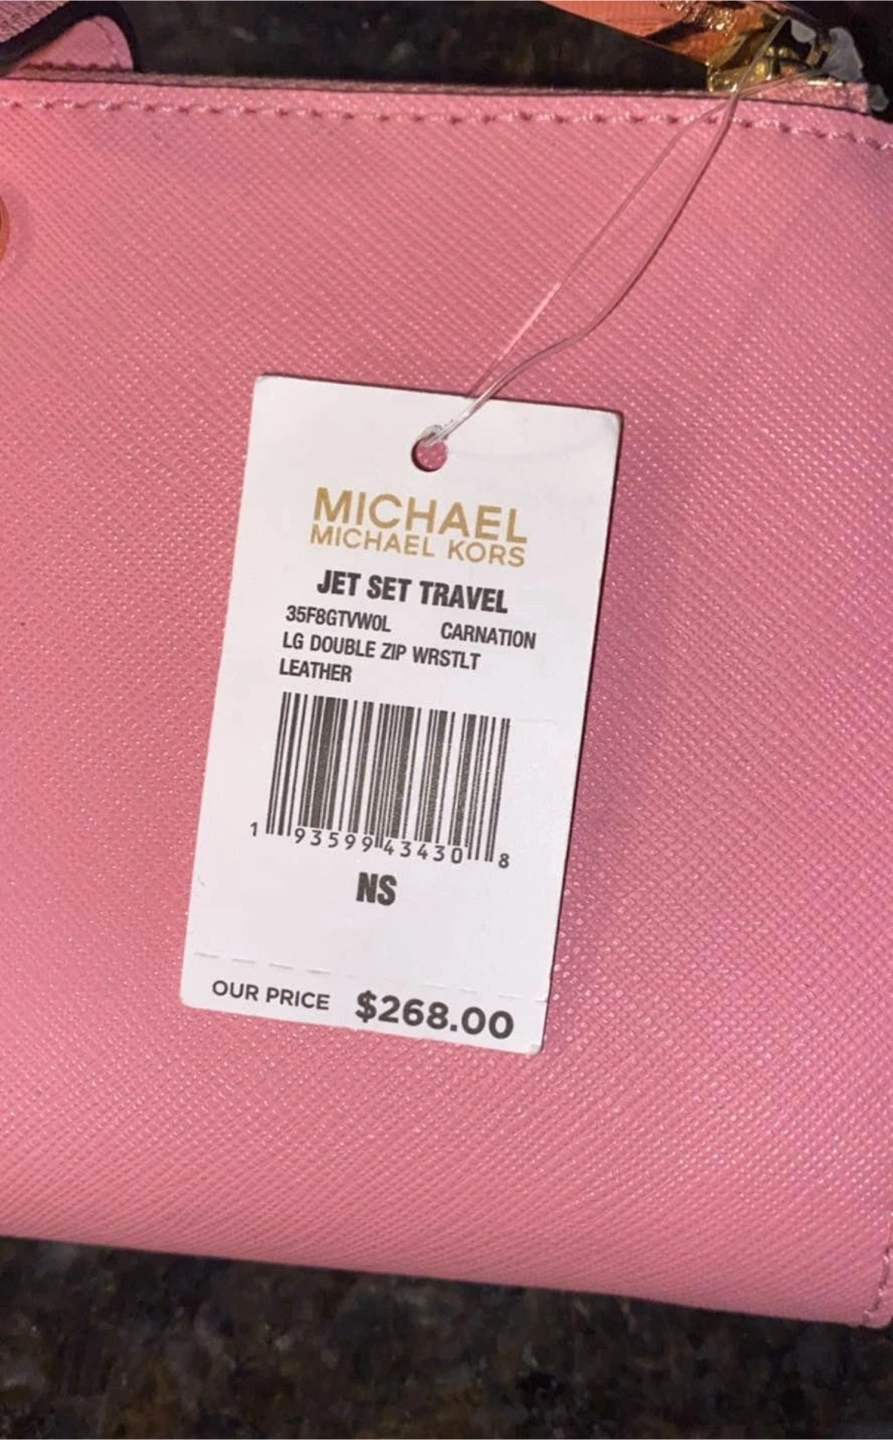 MICHAEL
MICHAEL KORS
JET SET TRAVEL
35F8GTVW0L CARNATION
LG DOUBLE ZIP WRSTLT
LEATHER
1 93599 43430 8
NS
OUR PRICE $268.00